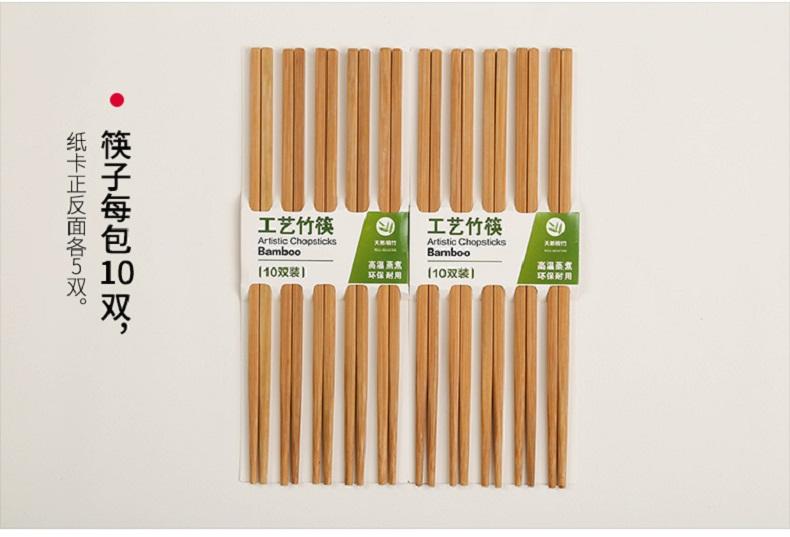 筷子每包10双，
纸卡正反面各5双。
工艺竹筷
Artistic Chopsticks
Bamboo
[10双装]
高温蒸煮
环保耐用
工艺竹筷
Artistic Chopsticks
Bamboo
[10双装]
高温蒸煮
环保耐用